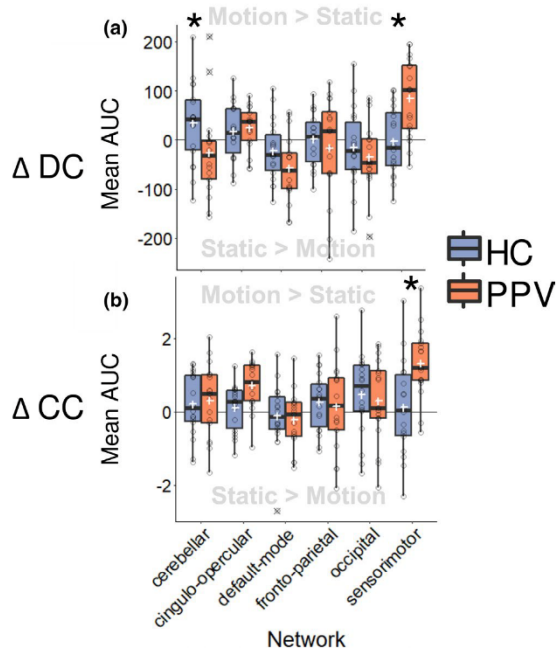 (a)
*
Motion > Static
*
Δ DC
Mean AUC
200
100
0
-100
-200
Static > Motion
HC
PPV
(b)
Motion > Static
*
Δ CC
Mean AUC
2
0
-2
Static > Motion
cerebellar
cingulo-opercular
default-mode
fronto-parietal
occipital
sensorimotor
Network